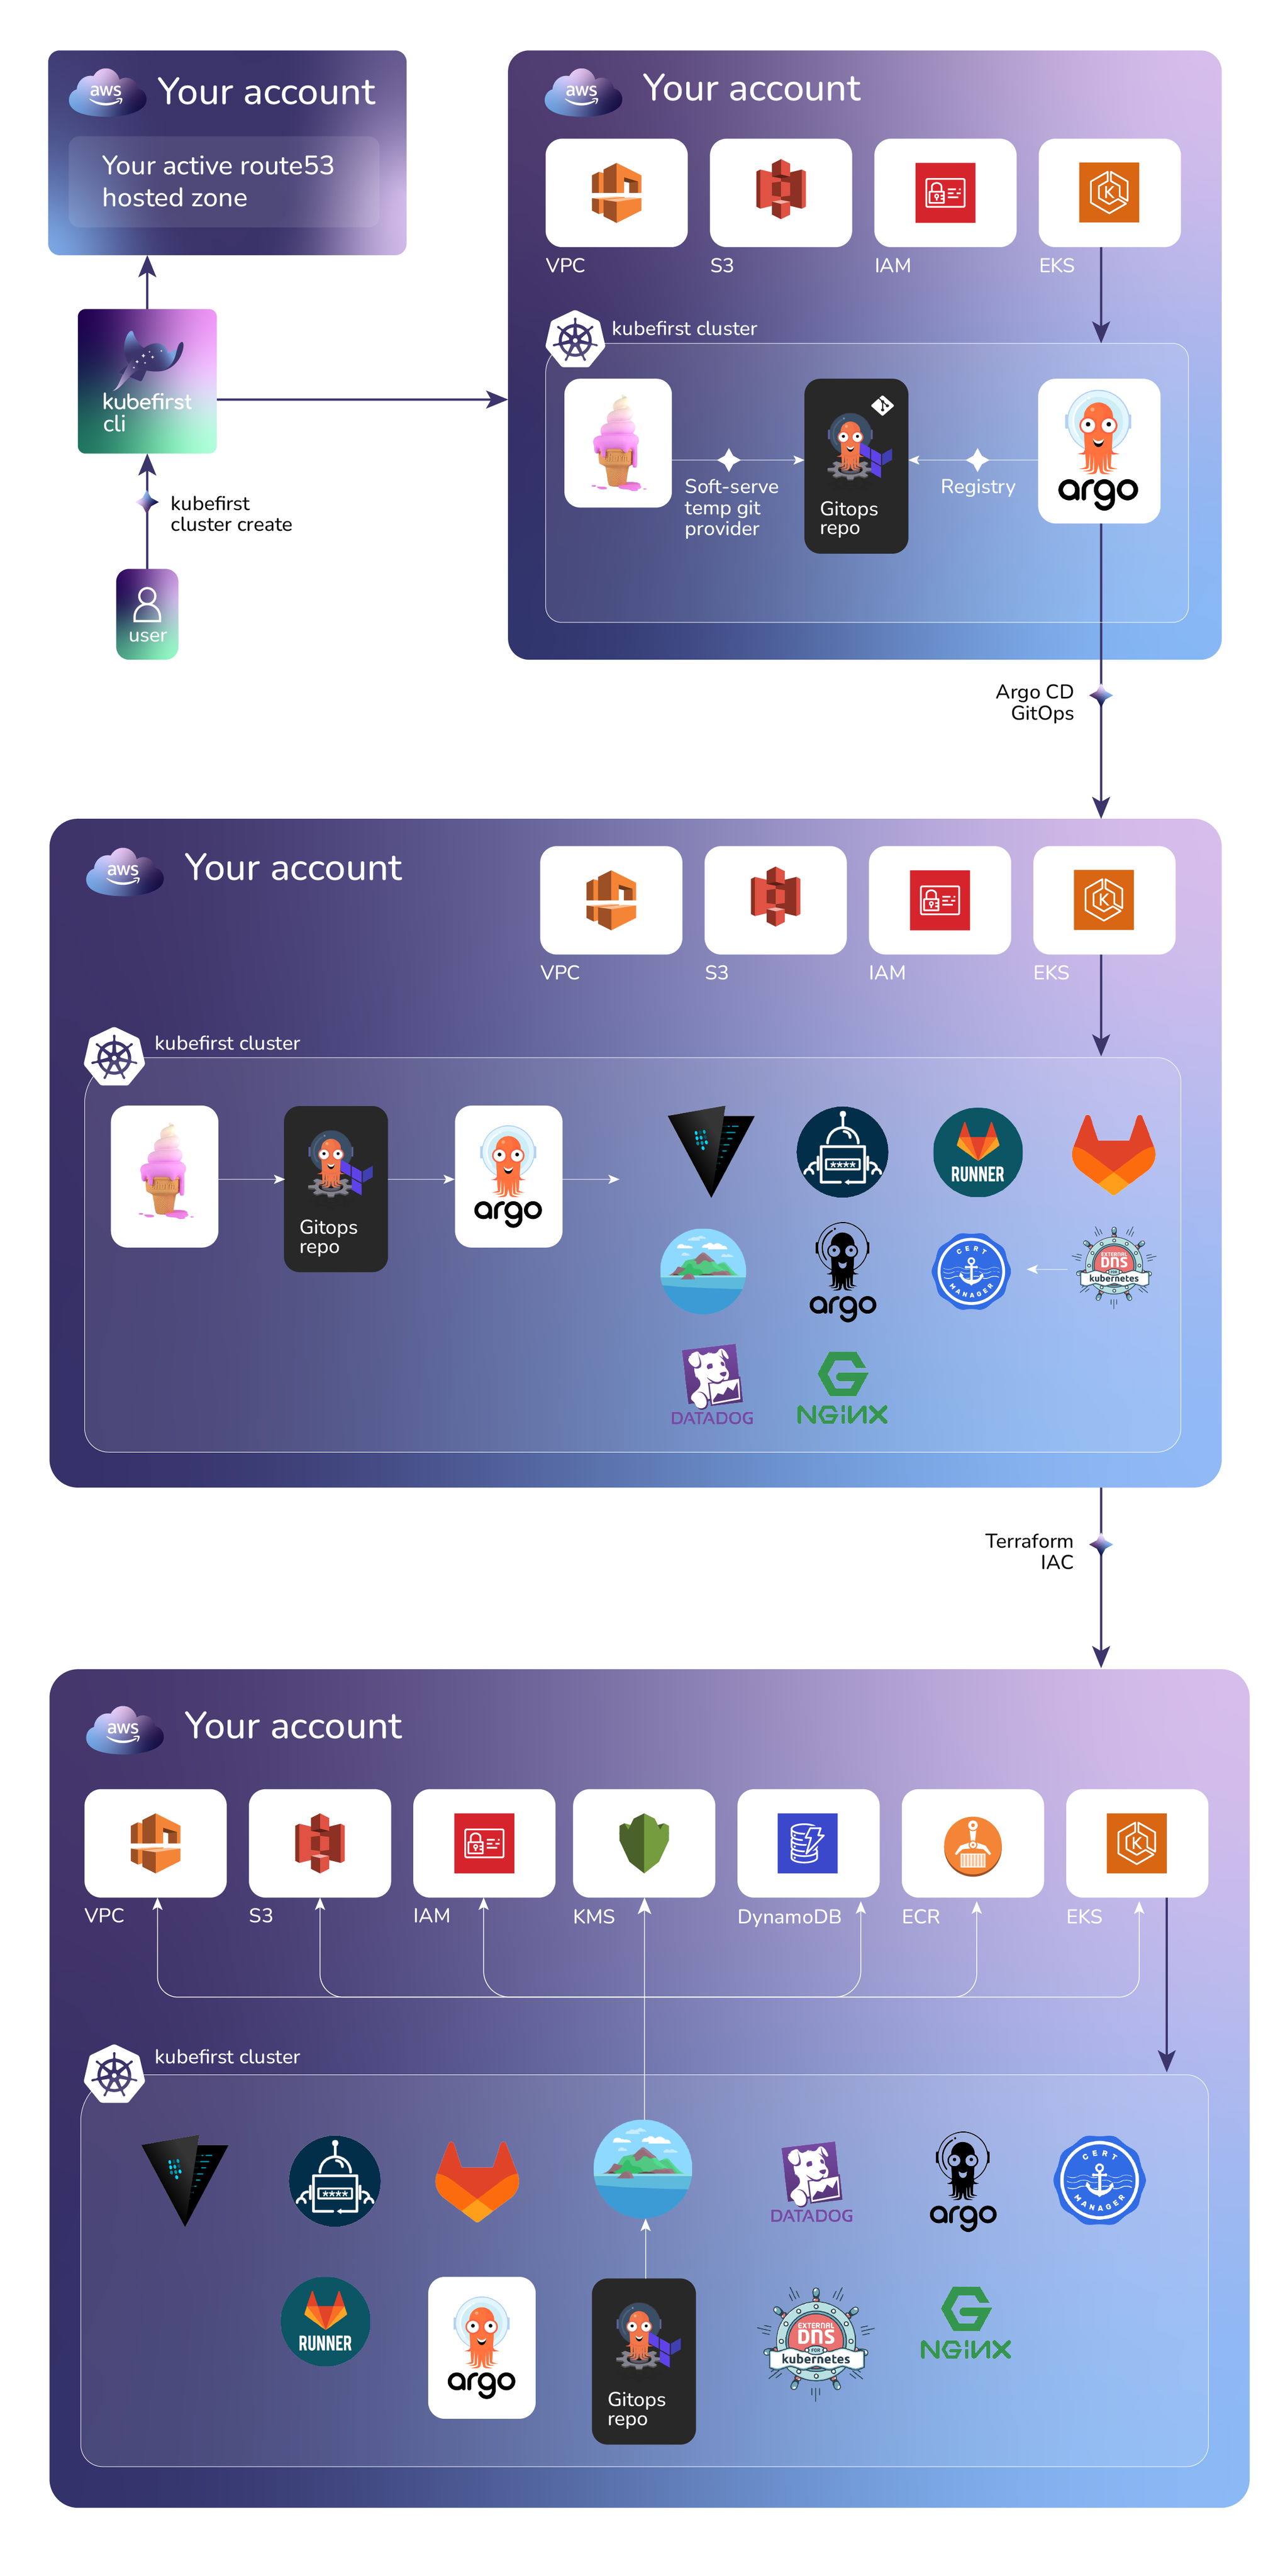 aws
Your account
Your active route53
hosted zone
kubefirst
cli
kubefirst
cluster create
user
aws
Your account
VPC
S3
IAM
EKS
K
kubefirst cluster
Soft-serve
temp git
provider
Gitops
repo
Registry
argo
Argo CD
GitOps
aws
Your account
VPC
S3
IAM
EKS
K
kubefirst cluster
Gitops
repo
argo
****
RUNNER
argo
CERT
MANAGER
EXTERNAL
DNS
FOR
kubernetes
DATADOG
NGINX
Terraform
IAC
aws
Your account
VPC
S3
IAM
KMS
DynamoDB
ECR
EKS
K
kubefirst cluster
****
DATADOG
argo
CERT
MANAGER
RUNNER
argo
Gitops
repo
EXTERNAL
DNS
FOR
kubernetes
NGINX